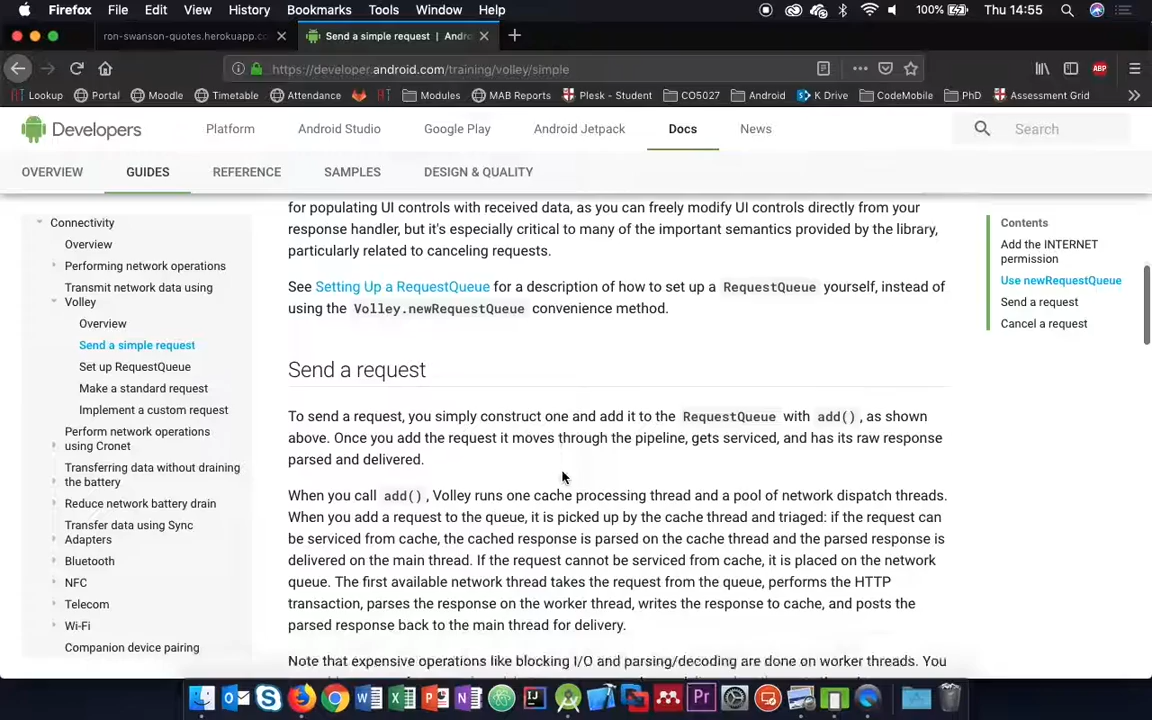 Firefox File Edit View History Bookmarks Tools Window Help 100% Thu 14:55
ron-swanson-quotes.herokuapp.co Send a simple request | Andro
https://developer.android.com/training/volley/simple
Lookup Portal Moodle Timetable Attendance Modules MAB Reports Plesk - Student CO5027 Android K Drive CodeMobile PhD Assessment Grid
Developers Platform Android Studio Google Play Android Jetpack Docs News Search
OVERVIEW GUIDES REFERENCE SAMPLES DESIGN & QUALITY
Connectivity
Overview
Performing network operations
Transmit network data using
Volley
Overview
Send a simple request
Set up RequestQueue
Make a standard request
Implement a custom request
Perform network operations
using Cronet
Transferring data without draining
the battery
Reduce network battery drain
Transfer data using Sync
Adapters
Bluetooth
NFC
Telecom
Wi-Fi
Companion device pairing
for populating UI controls with received data, as you can freely modify UI controls directly from your
response handler, but it's especially critical to many of the important semantics provided by the library,
particularly related to canceling requests.
See Setting Up a RequestQueue for a description of how to set up a RequestQueue yourself, instead of
using the Volley.newRequestQueue convenience method.
Send a request
To send a request, you simply construct one and add it to the RequestQueue with add(), as shown
above. Once you add the request it moves through the pipeline, gets serviced, and has its raw response
parsed and delivered.
When you call add(), Volley runs one cache processing thread and a pool of network dispatch threads.
When you add a request to the queue, it is picked up by the cache thread and triaged: if the request can
be serviced from cache, the cached response is parsed on the cache thread and the parsed response is
delivered on the main thread. If the request cannot be serviced from cache, it is placed on the network
queue. The first available network thread takes the request from the queue, performs the HTTP
transaction, parses the response on the worker thread, writes the response to cache, and posts the
parsed response back to the main thread for delivery.
Note that expensive operations like blocking I/O and parsing/decoding are done on worker threads. You
Contents
Add the INTERNET
permission
Use newRequestQueue
Send a request
Cancel a request